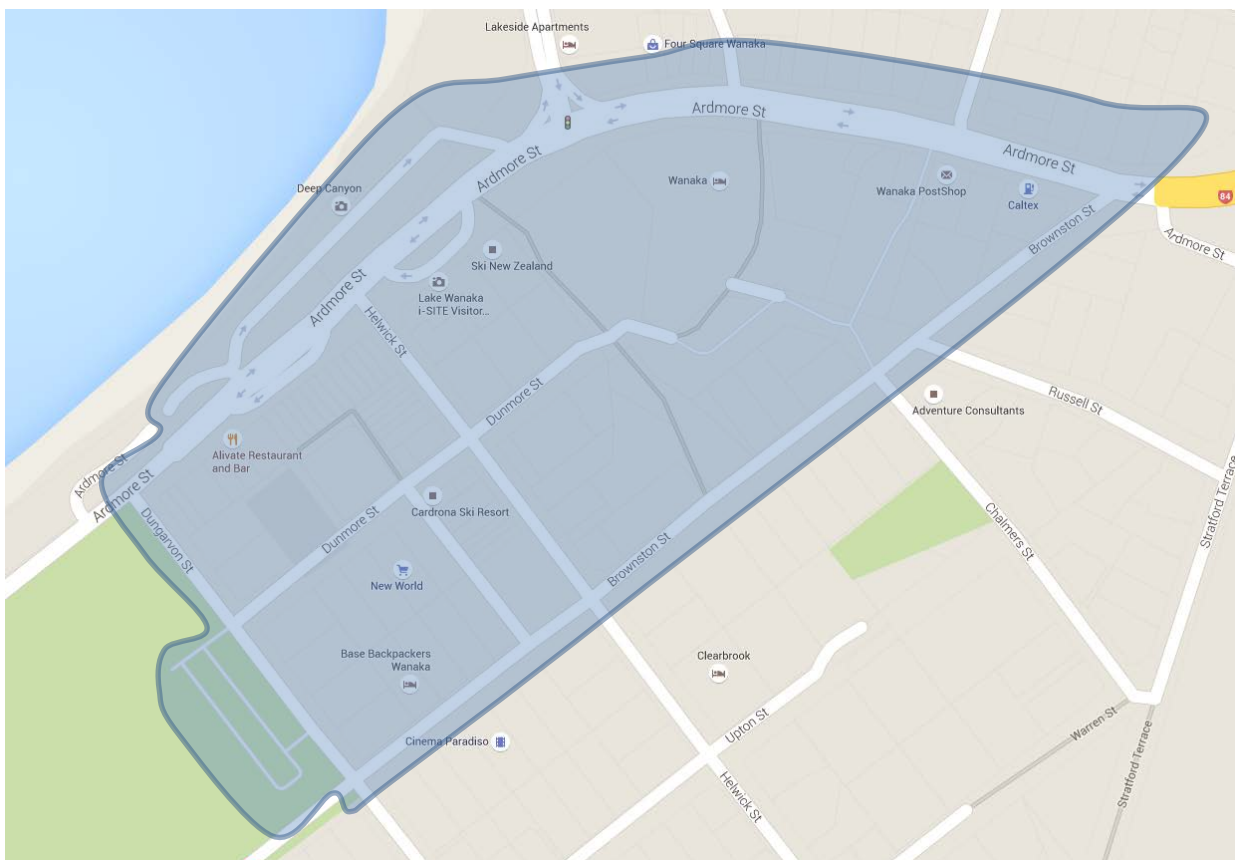 Lakeside Apartments
Four Square Wanaka
Ardmore St
Ardmore St
Ardmore St
Deep Canyon
Wanaka
Wanaka PostShop
Caltex
84
Brownston St
Ardmore St
Ski New Zealand
Lake Wanaka
i-SITE Visitor...
Ardmore St
Helwick St
Dunmore St
Adventure Consultants
Russell St
Alivate Restaurant
and Bar
Ardmore St
Ardmore St
Cardrona Ski Resort
Dungarvon St
Dunmore St
Chalmers St
Stratford Terrace
Brownston St
New World
Base Backpackers
Wanaka
Clearbrook
Cinema Paradiso
Upton St
Warren St
Helwick St
Stratford Terrace